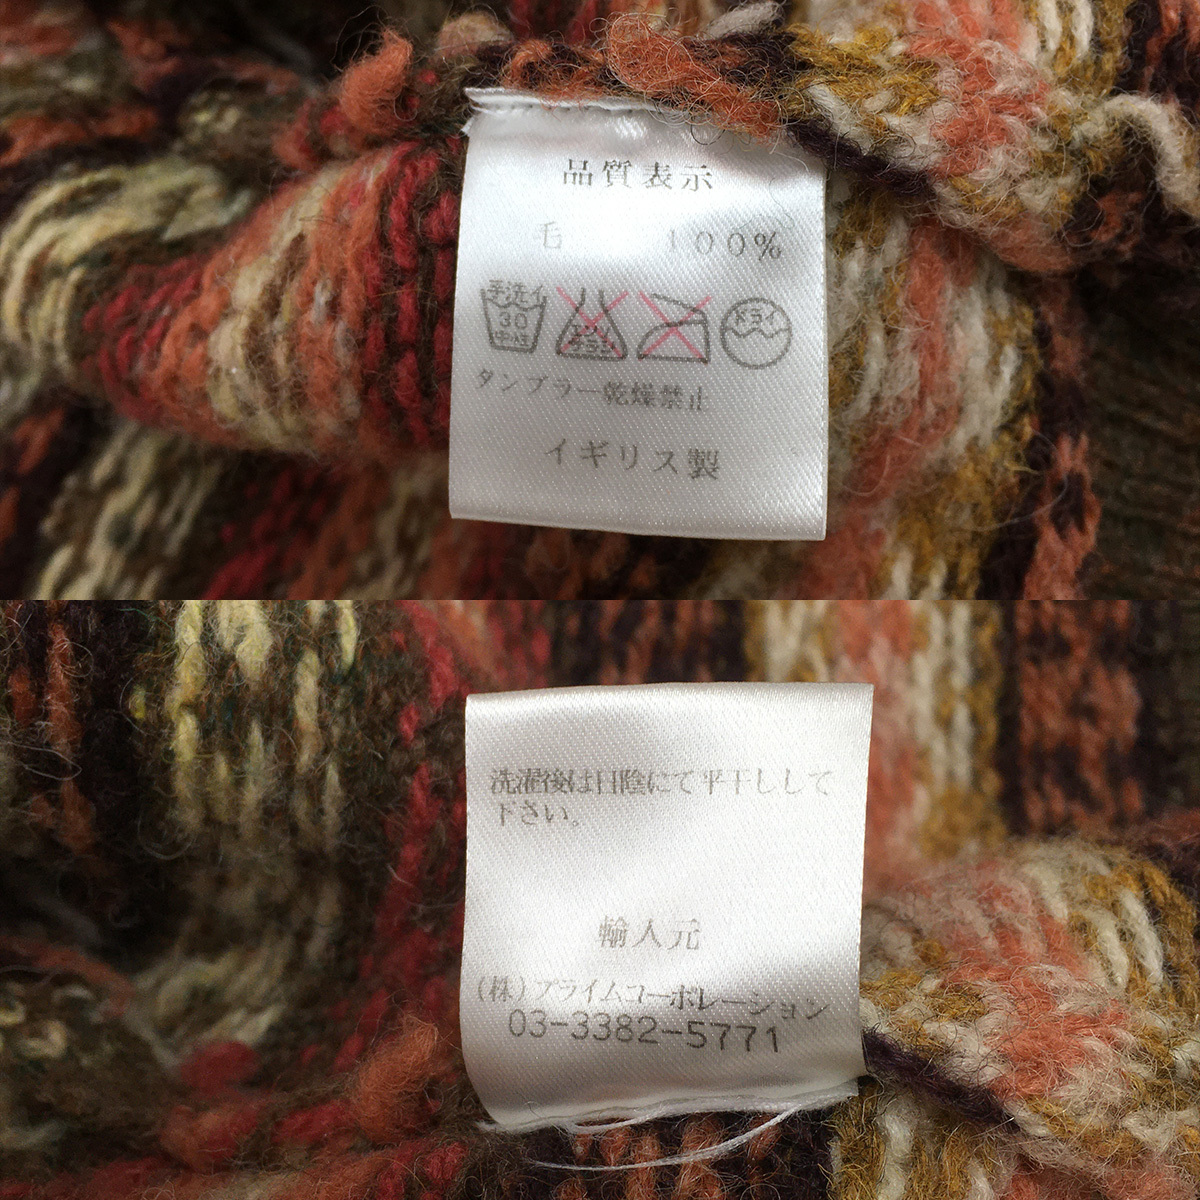 品質表示
毛 100%
手洗イ
30
中性
エンソ
サラシ
ドライ
タンブラー乾燥禁止
イギリス製
洗濯後は日陰にて平干しして
下さい。
輸入元
(株)プライムコーポレーション
03-3382-5771